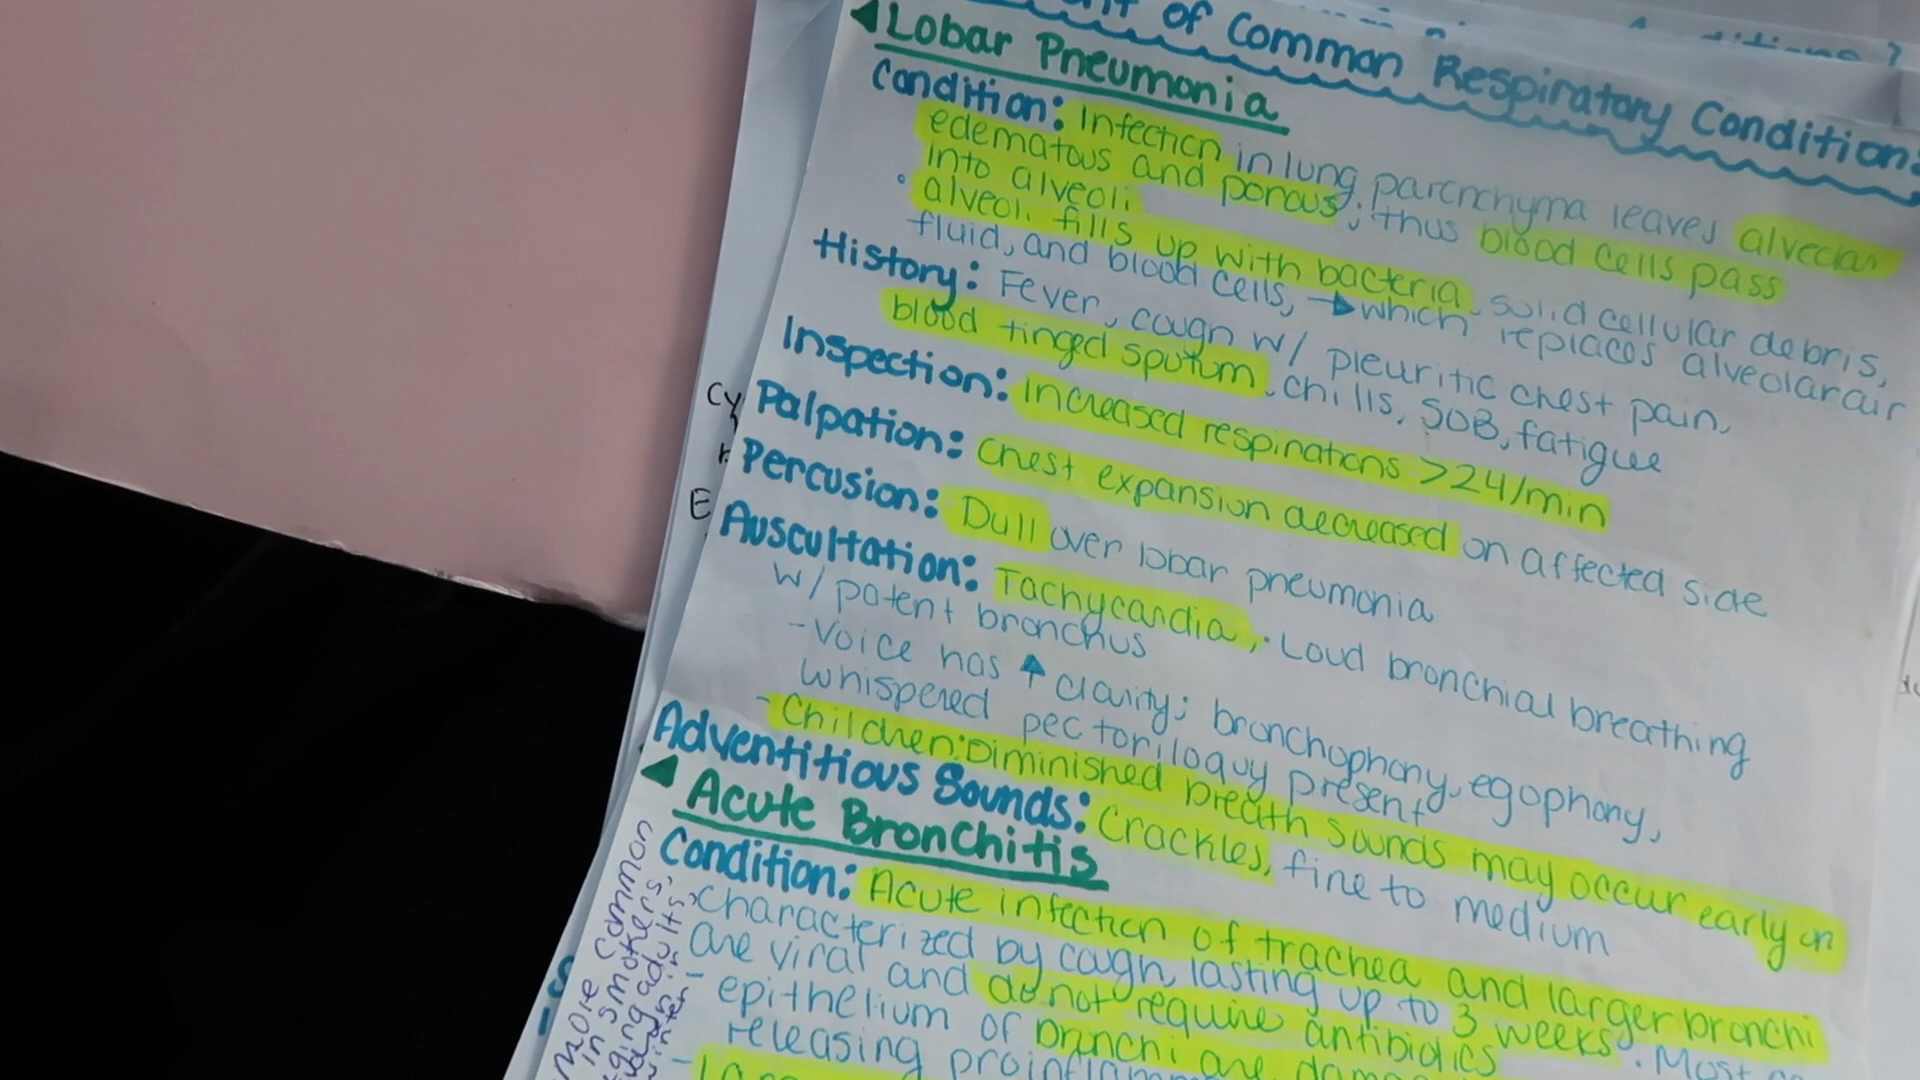 of Common Respiratory Conditions
Lobar Pneumonia
Condition: Infection in lung parenchyma leaves alveolar
edematous and porous, thus blood cells pass
into alveoli
alveoli fills up with bacteria, solid cellular debris,
fluid, and blood cells, → which replaces alveolar air
History: Fever, cough w/ pleuritic chest pain,
blood tinged sputum, chills, SOB, fatigue
Inspection: Increased respirations >24/min
Palpation: Chest expansion decreased on affected side
Percusion: Dull over lobar pneumonia
Auscultation: Tachycardia, Loud bronchial breathing
w/ patent bronchus
- Voice has ↑ clarity; bronchophony, egophony,
whispered pectoriloquy present
- Children: Diminished breath sounds may occur early on
Adventitious Sounds: Crackles, fine to medium
Acute Bronchitis
Condition: Acute infection of trachea and larger bronchi
characterized by cough, lasting up to 3 weeks. Most
are viral and do not require antibiotics
- epithelium of bronchi are
releasing
more common
in smokers,
aging adults,
winter